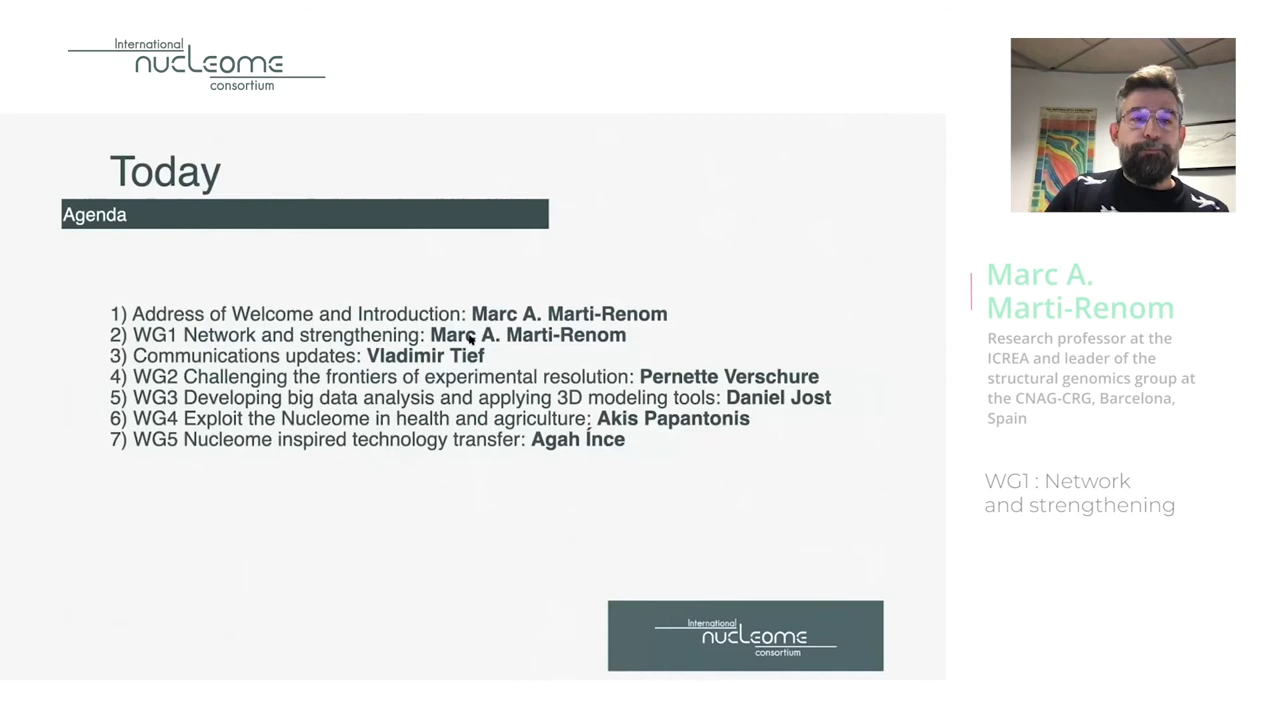 International
nucleome
consortium
Today
Agenda
1) Address of Welcome and Introduction: Marc A. Marti-Renom
2) WG1 Network and strengthening: Marc A. Marti-Renom
3) Communications updates: Vladimir Tief
4) WG2 Challenging the frontiers of experimental resolution: Pernette Verschure
5) WG3 Developing big data analysis and applying 3D modeling tools: Daniel Jost
6) WG4 Exploit the Nucleome in health and agriculture: Akis Papantonis
7) WG5 Nucleome inspired technology transfer: Agah Ínce
International
nucleome
consortium
Marc A.
Marti-Renom
Research professor at the
ICREA and leader of the
structural genomics group at
the CNAG-CRG, Barcelona,
Spain
WG1 : Network
and strengthening